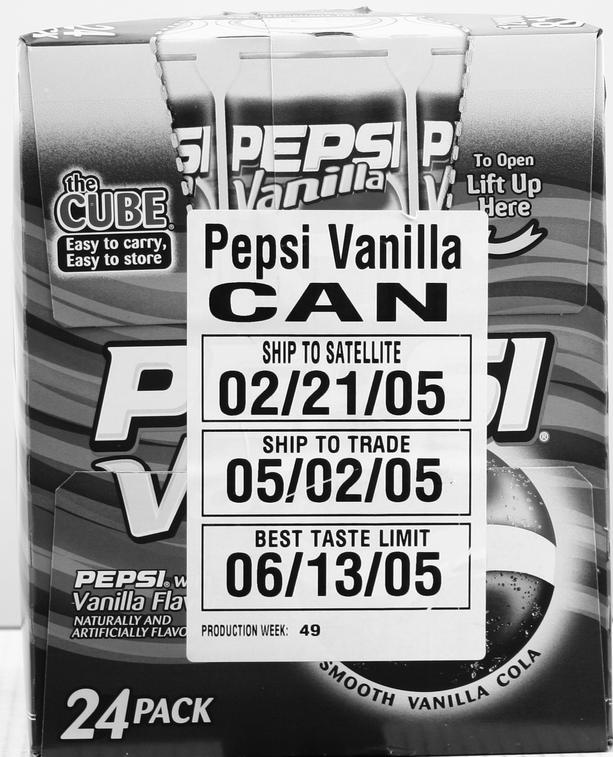 the
CUBE
Easy to carry,
Easy to store
PEPSI
Vanilla
To Open
Lift Up
Here
Pepsi Vanilla
CAN
SHIP TO SATELLITE
02/21/05
SHIP TO TRADE
05/02/05
BEST TASTE LIMIT
06/13/05
PRODUCTION WEEK: 49
PEPSI®
NATURALLY AND
ARTIFICIALLY
SMOOTH VANILLA COLA
24 PACK